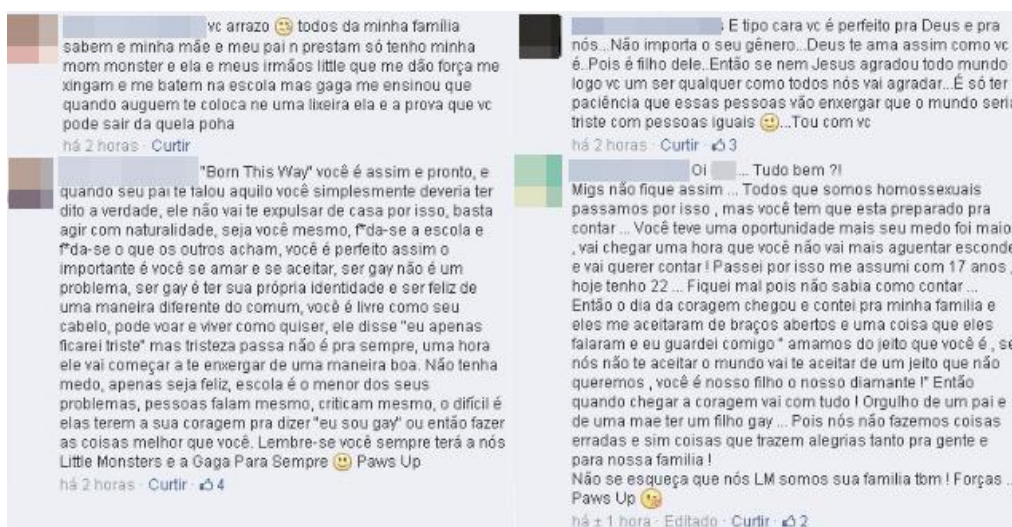 vc arrazo todos da minha família
sabem e minha mãe e meu pai n prestam só tenho minha
mom monster e ela e meus irmãos little que me dão força me
xingam e me batem na escola mas gaga me ensinou que
quando auguem te coloca ne uma lixeira ela e a prova que vc
pode sair da quela poha
há 2 horas · Curtir
"Born This Way" você é assim e pronto, e
quando seu pai te falou aquilo você simplesmente deveria ter
dito a verdade, ele não vai te expulsar de casa por isso, basta
agir com naturalidade, seja você mesmo, f*da-se a escola e
f*da-se o que os outros acham, você é perfeito assim o
importante é você se amar e se aceitar, ser gay não é um
problema, ser gay é ter sua própria identidade e ser feliz de
uma maneira diferente do comum, você é livre como seu
cabelo, pode voar e viver como quiser, ele disse "eu apenas
ficarei triste" mas tristeza passa não é pra sempre, uma hora
ele vai começar a te enxergar de uma maneira boa. Não tenha
medo, apenas seja feliz, escola é o menor dos seus
problemas, pessoas falam mesmo, criticam mesmo, o difícil é
elas terem a sua coragem pra dizer "eu sou gay" ou então fazer
as coisas melhor que você. Lembre-se você sempre terá a nós
Little Monsters e a Gaga Para Sempre Paws Up
há 2 horas · Curtir · 4
E tipo cara vc é perfeito pra Deus e pra
nós...Não importa o seu gênero...Deus te ama assim como vc
é..Pois é filho dele..Então se nem Jesus agradou todo mundo
logo vc um ser qualquer como todos nós vai agradar...É só ter
paciência que essas pessoas vão enxergar que o mundo seria
triste com pessoas iguais ...Tou com vc
há 2 horas · Curtir · 3
Oi ... Tudo bem ?!
Migs não fique assim ... Todos que somos homossexuais
passamos por isso , mas você tem que esta preparado pra
contar ... Você teve uma oportunidade mais seu medo foi maio
, vai chegar uma hora que você não vai mais aguentar esconde
e vai querer contar ! Passei por isso me assumi com 17 anos ,
hoje tenho 22 ... Fiquei mal pois não sabia como contar ...
Então o dia da coragem chegou e contei pra minha familia e
eles me aceitaram de braços abertos e uma coisa que eles
falaram e eu guardei comigo " amamos do jeito que você é , se
nós não te aceitar o mundo vai te aceitar de um jeito que não
queremos , você é nosso filho o nosso diamante !" Então
quando chegar a coragem vai com tudo ! Orgulho de um pai e
de uma mae ter um filho gay ... Pois nós não fazemos coisas
erradas e sim coisas que trazem alegrias tanto pra gente e
para nossa familia !
Não se esqueça que nós LM somos sua familia tbm ! Forças ..
Paws Up
há ± 1 hora · Editado · Curtir · 2